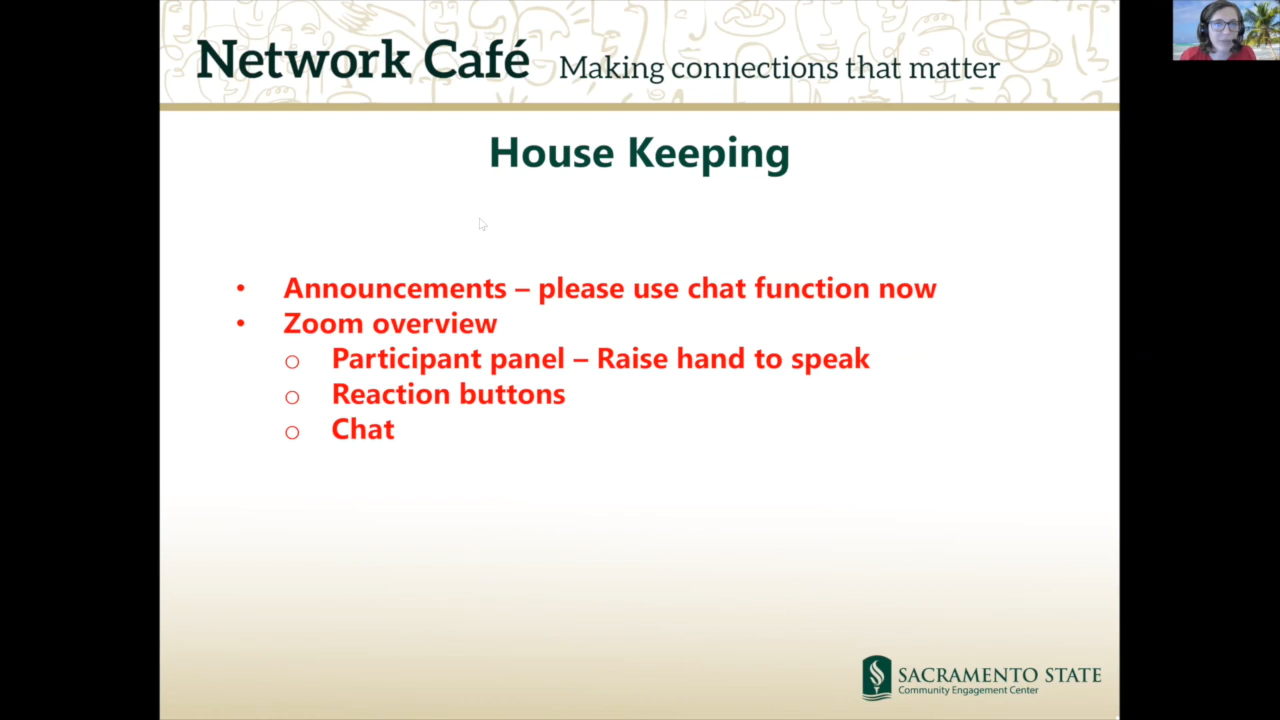 Network Café Making connections that matter
House Keeping
• Announcements – please use chat function now
• Zoom overview
o Participant panel – Raise hand to speak
o Reaction buttons
o Chat
SACRAMENTO STATE
Community Engagement Center